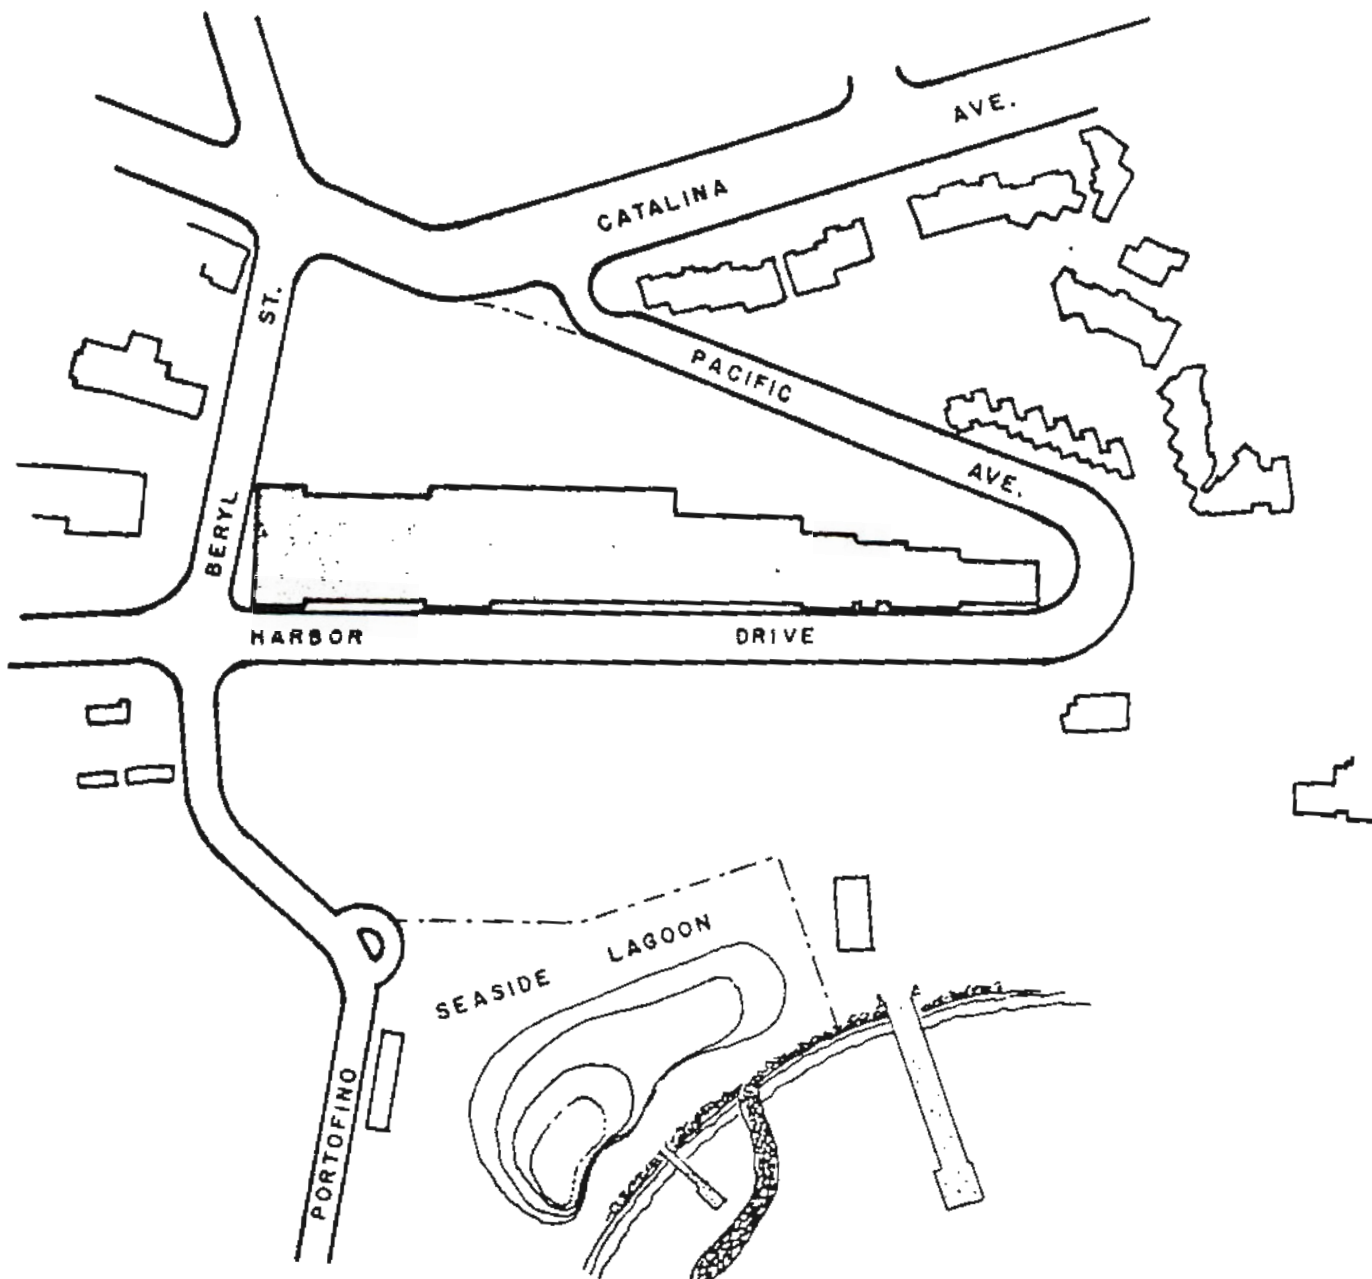 AVE.
CATALINA
ST.
PACIFIC
AVE.
BERYL
HARBOR DRIVE
SEASIDE LAGOON
PORTOFINO